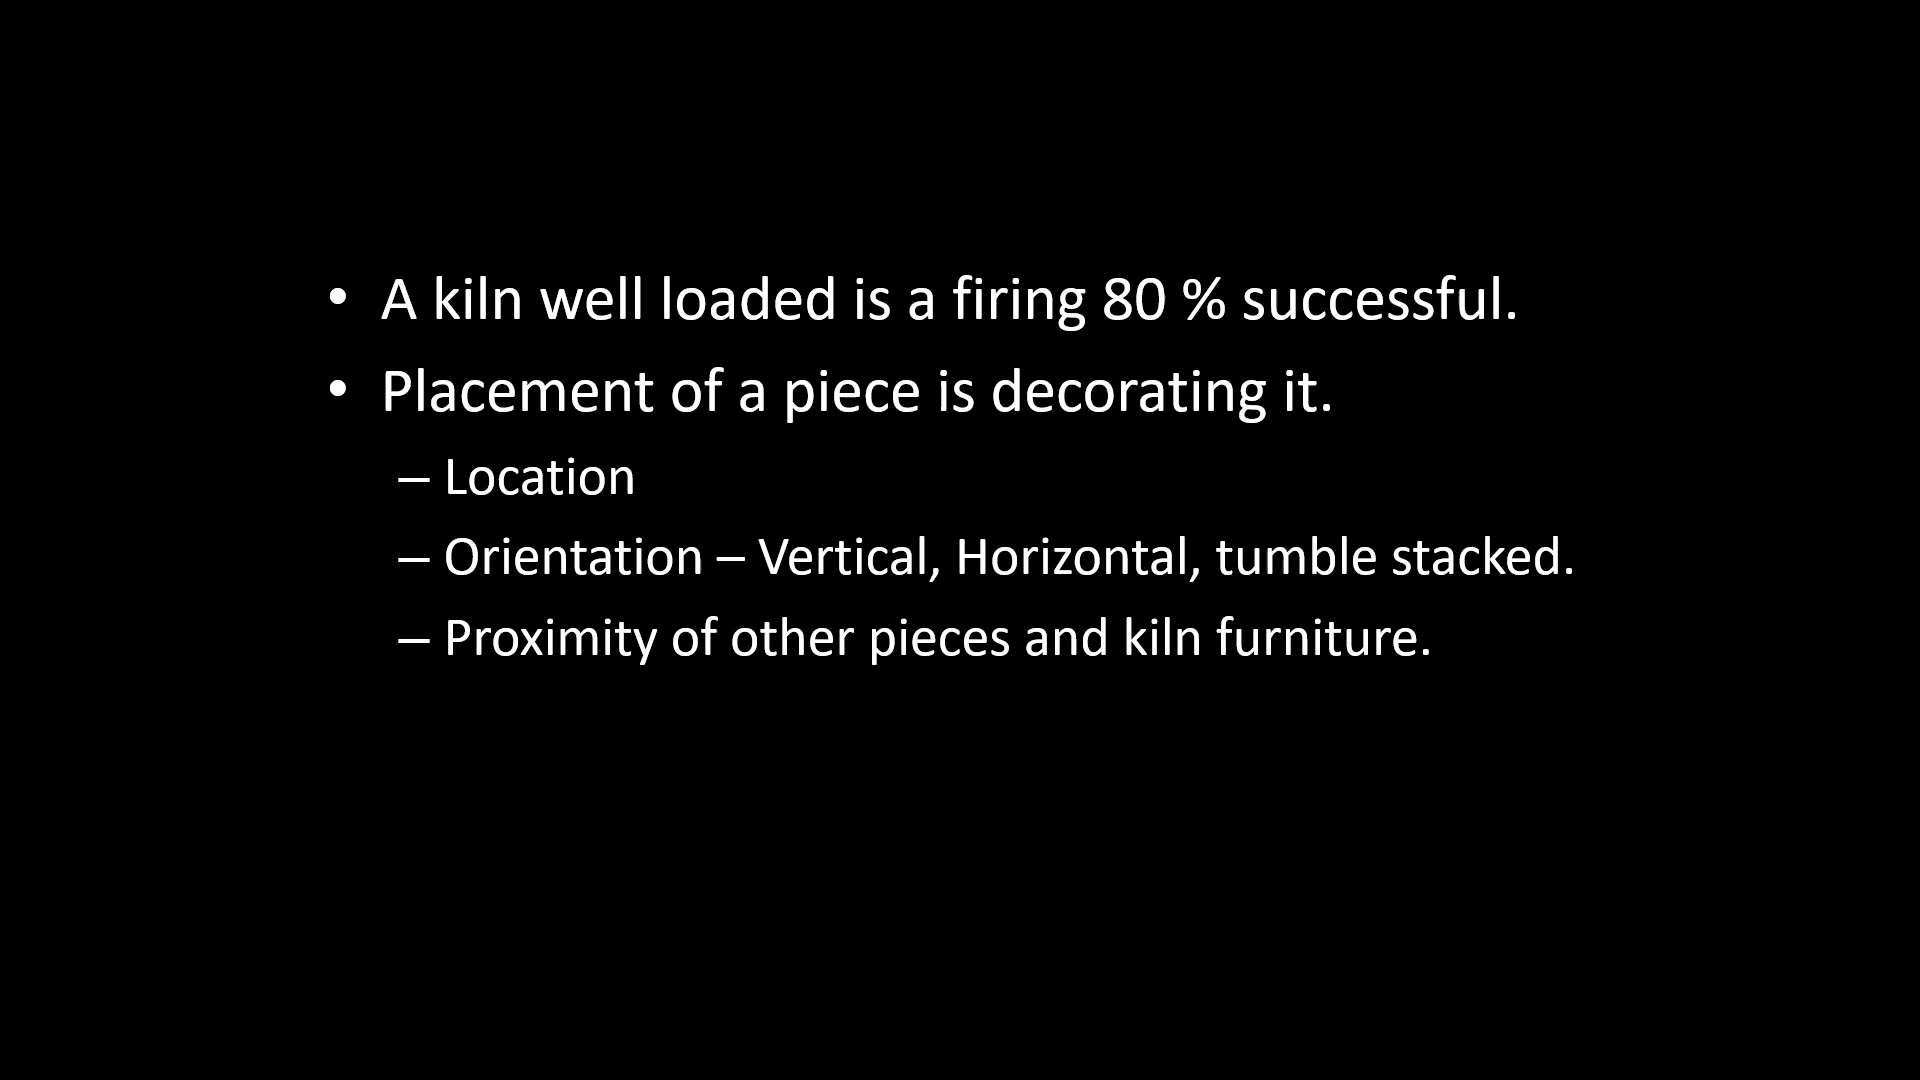 • A kiln well loaded is a firing 80 % successful.
• Placement of a piece is decorating it.
– Location
– Orientation – Vertical, Horizontal, tumble stacked.
– Proximity of other pieces and kiln furniture.